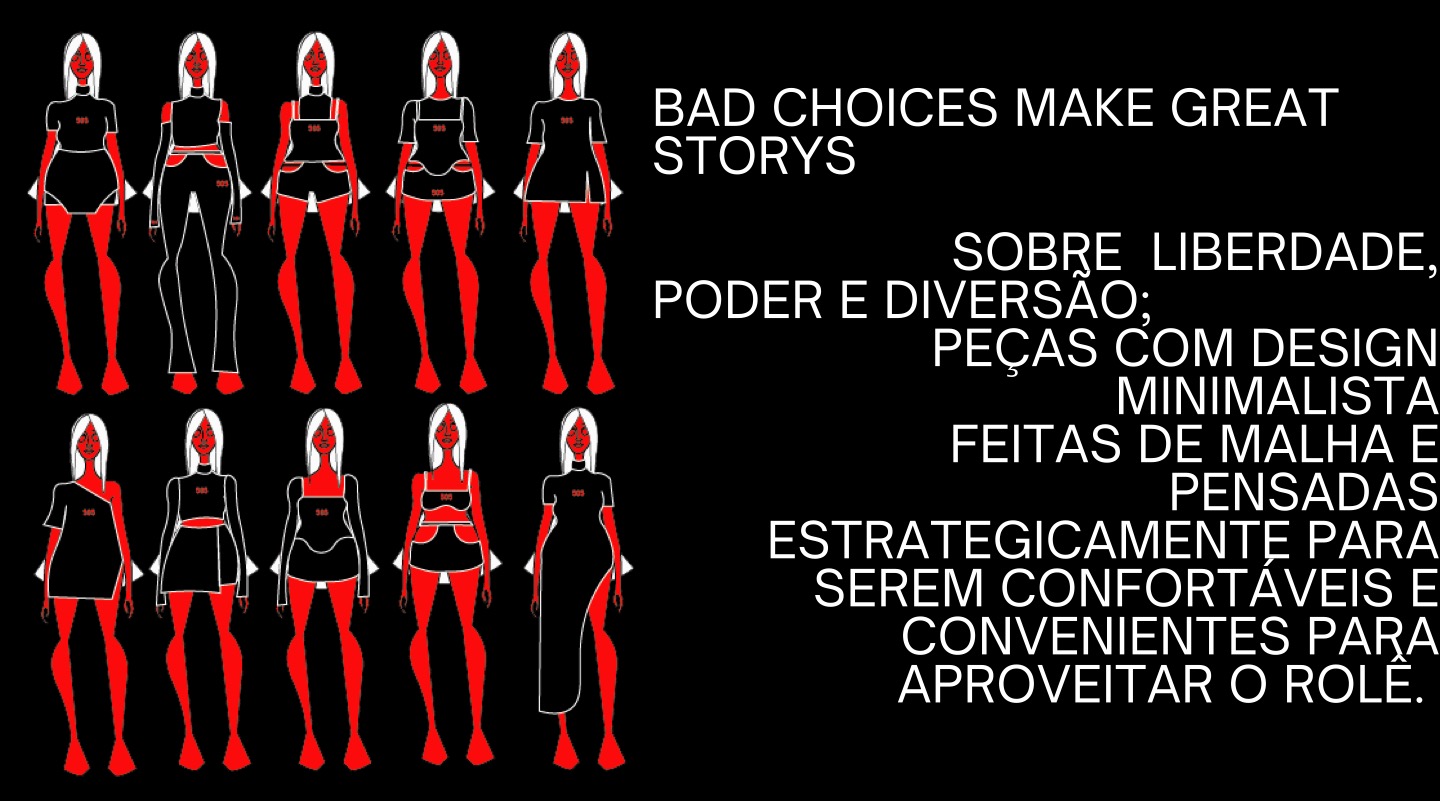 BAD CHOICES MAKE GREAT
STORYS
SOBRE LIBERDADE,
PODER E DIVERSÃO;
PEÇAS COM DESIGN
MINIMALISTA
FEITAS DE MALHA E
PENSADAS
ESTRATEGICAMENTE PARA
SEREM CONFORTÁVEIS E
CONVENIENTES PARA
APROVEITAR O ROLÊ.